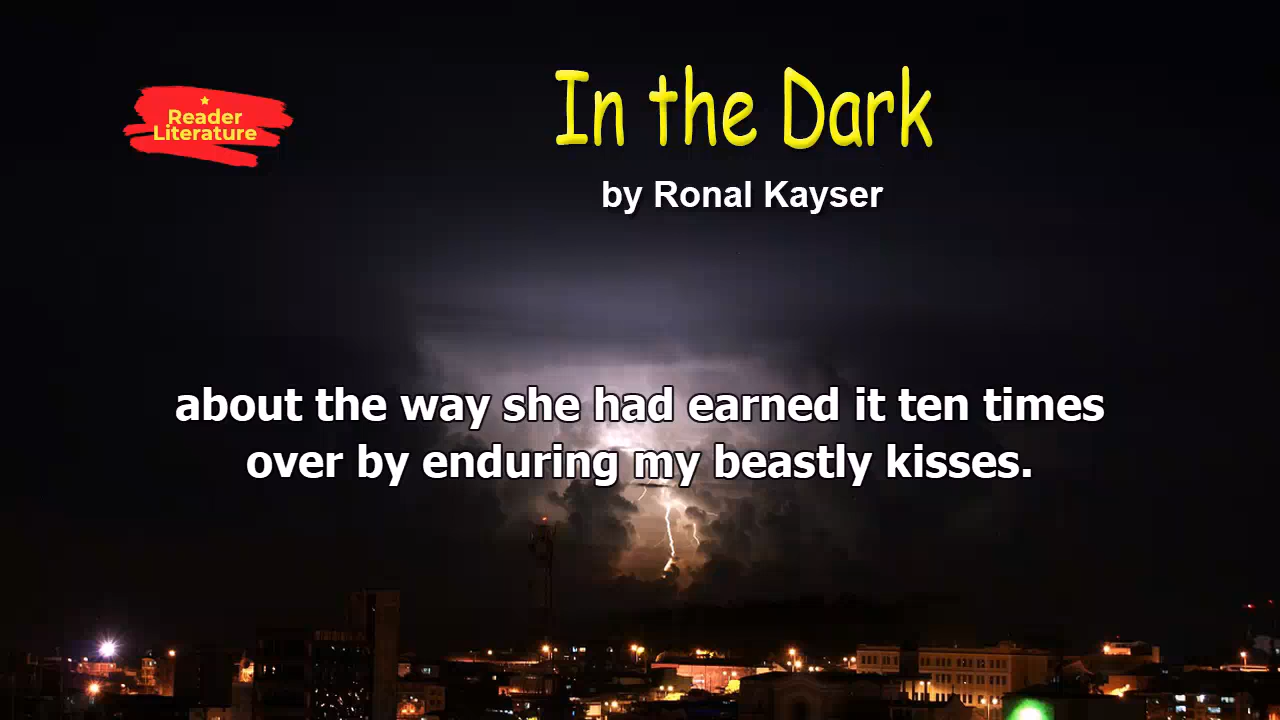 Reader
Literature
In the Dark
by Ronal Kayser
about the way she had earned it ten times
over by enduring my beastly kisses.